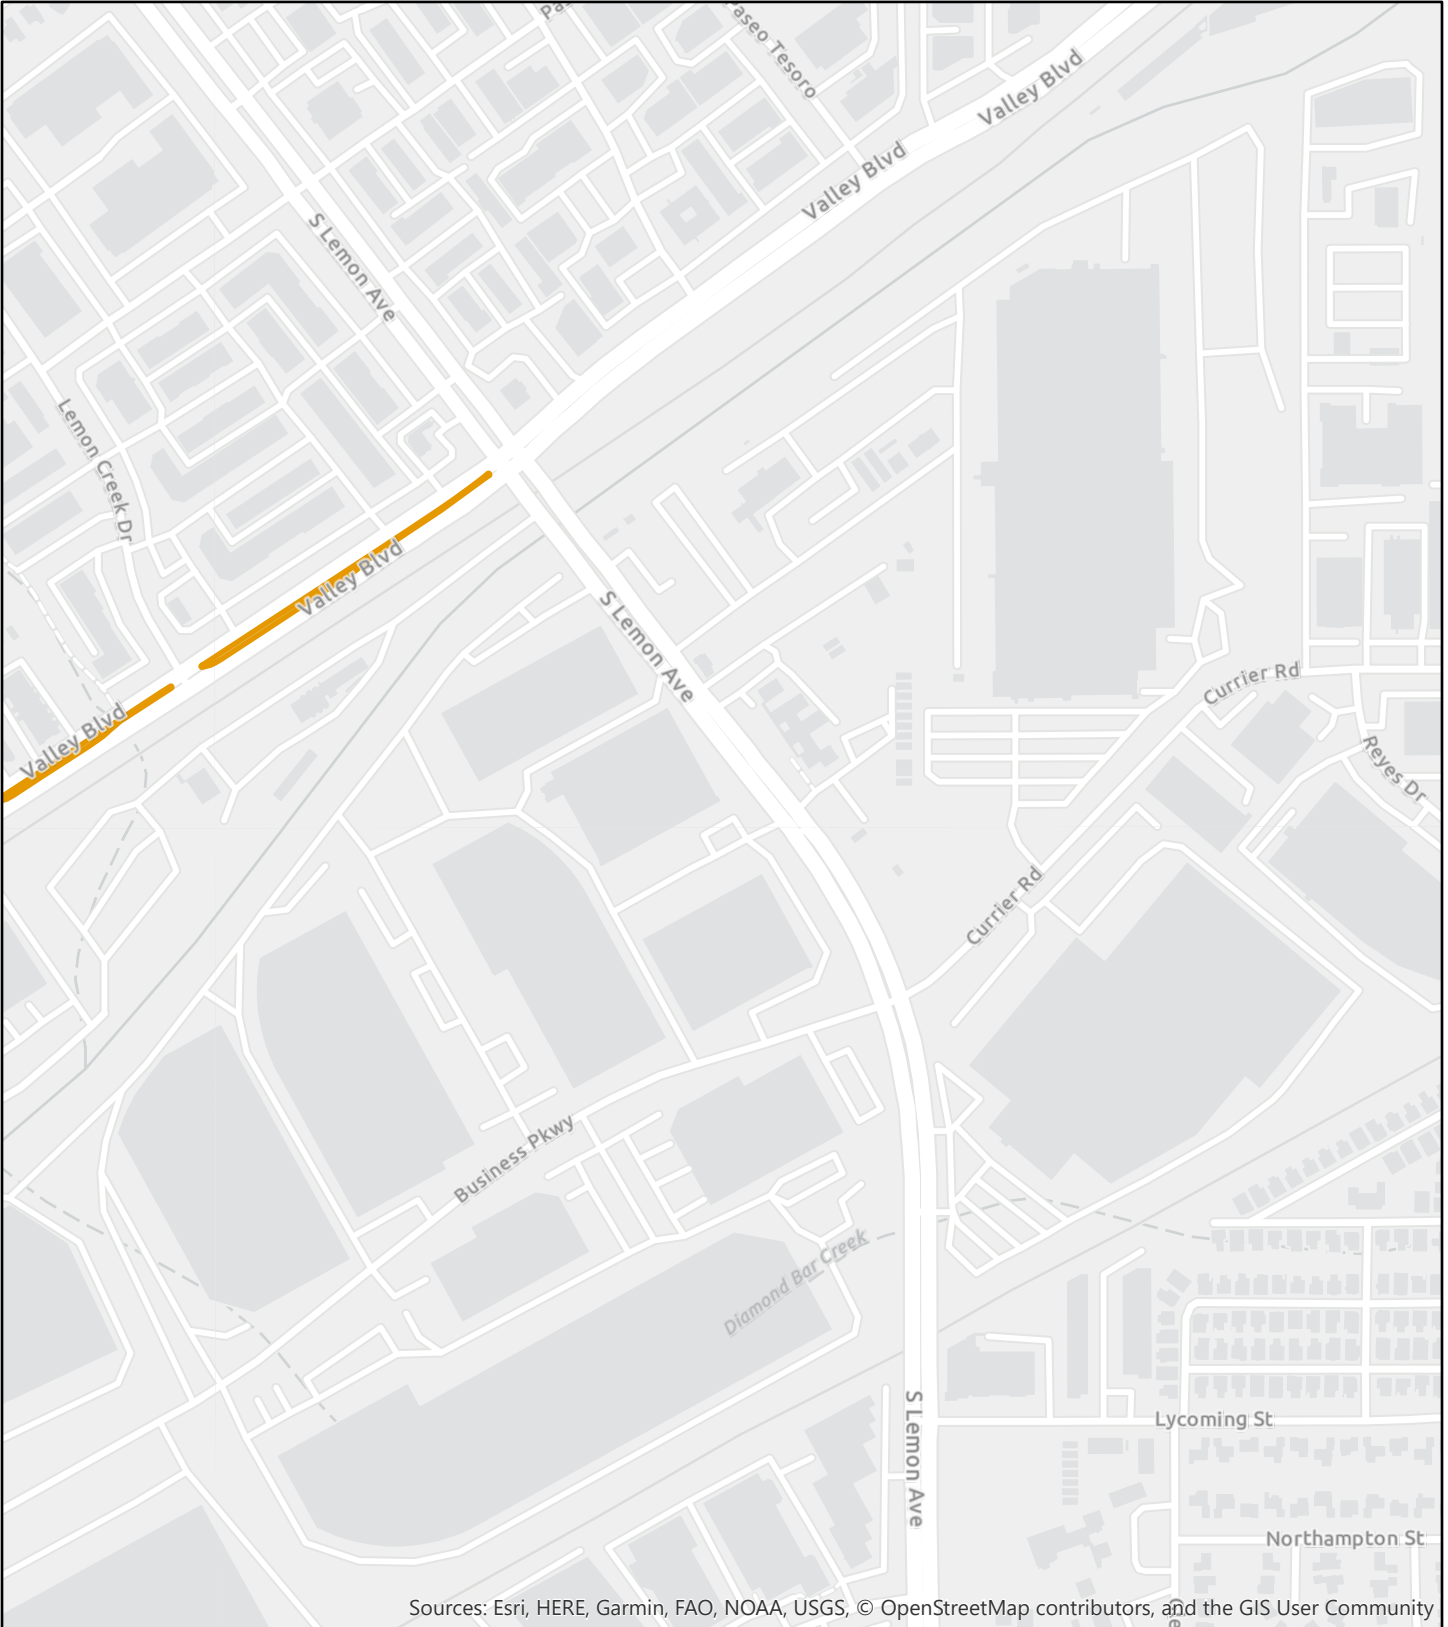 Paseo Tesoro
Valley Blvd
Valley Blvd
S Lemon Ave
Lemon Creek Dr
Valley Blvd
S Lemon Ave
Currier Rd
Valley Blvd
Reyes Dr
Currier Rd
Business Pkwy
Diamond Bar Creek
S Lemon Ave
Lycoming St
Northampton St
Sources: Esri, HERE, Garmin, FAO, NOAA, USGS, © OpenStreetMap contributors, and the GIS User Community